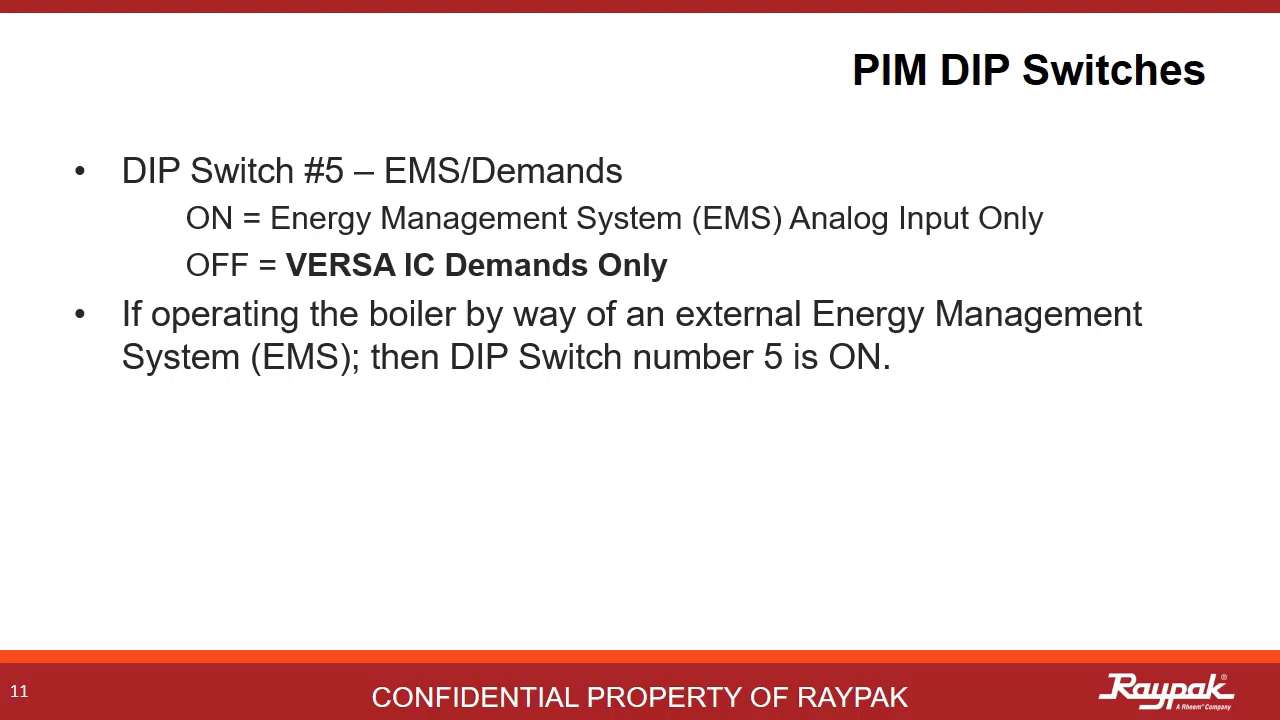 PIM DIP Switches
• DIP Switch #5 – EMS/Demands
ON = Energy Management System (EMS) Analog Input Only
OFF = VERSA IC Demands Only
• If operating the boiler by way of an external Energy Management
System (EMS); then DIP Switch number 5 is ON.
11
CONFIDENTIAL PROPERTY OF RAYPAK
Raypak®
A Rheem® Company